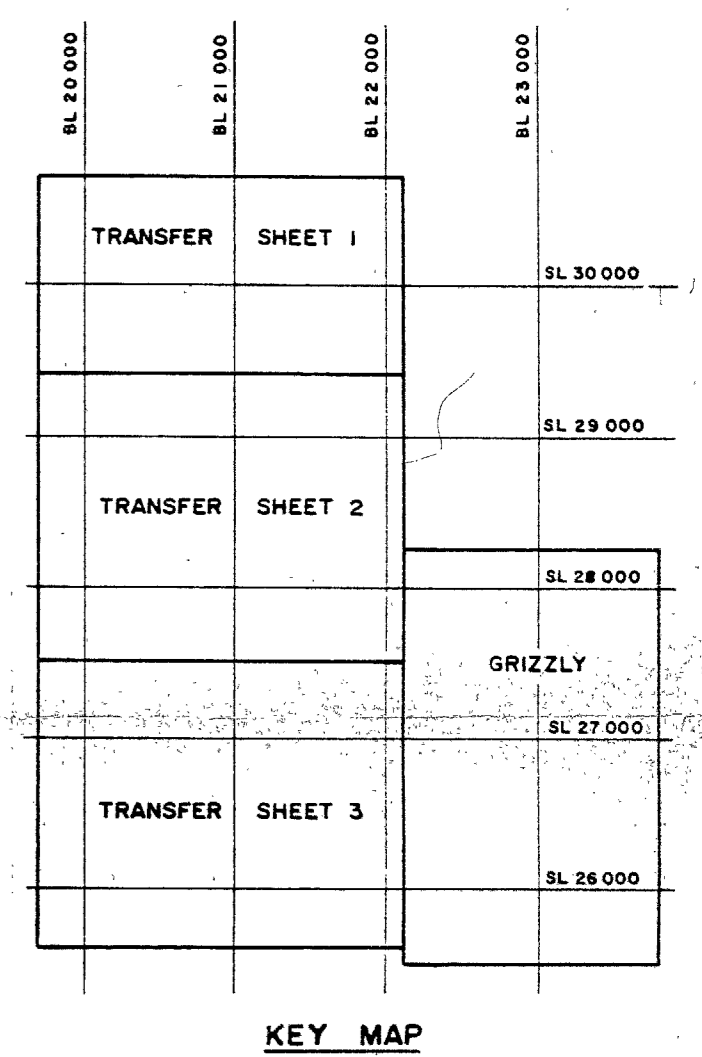 BL 20 000
BL 21 000
BL 22 000
BL 23 000
TRANSFER SHEET 1
SL 30 000
SL 29 000
TRANSFER SHEET 2
SL 28 000
GRIZZLY
SL 27 000
TRANSFER SHEET 3
SL 26 000
KEY MAP